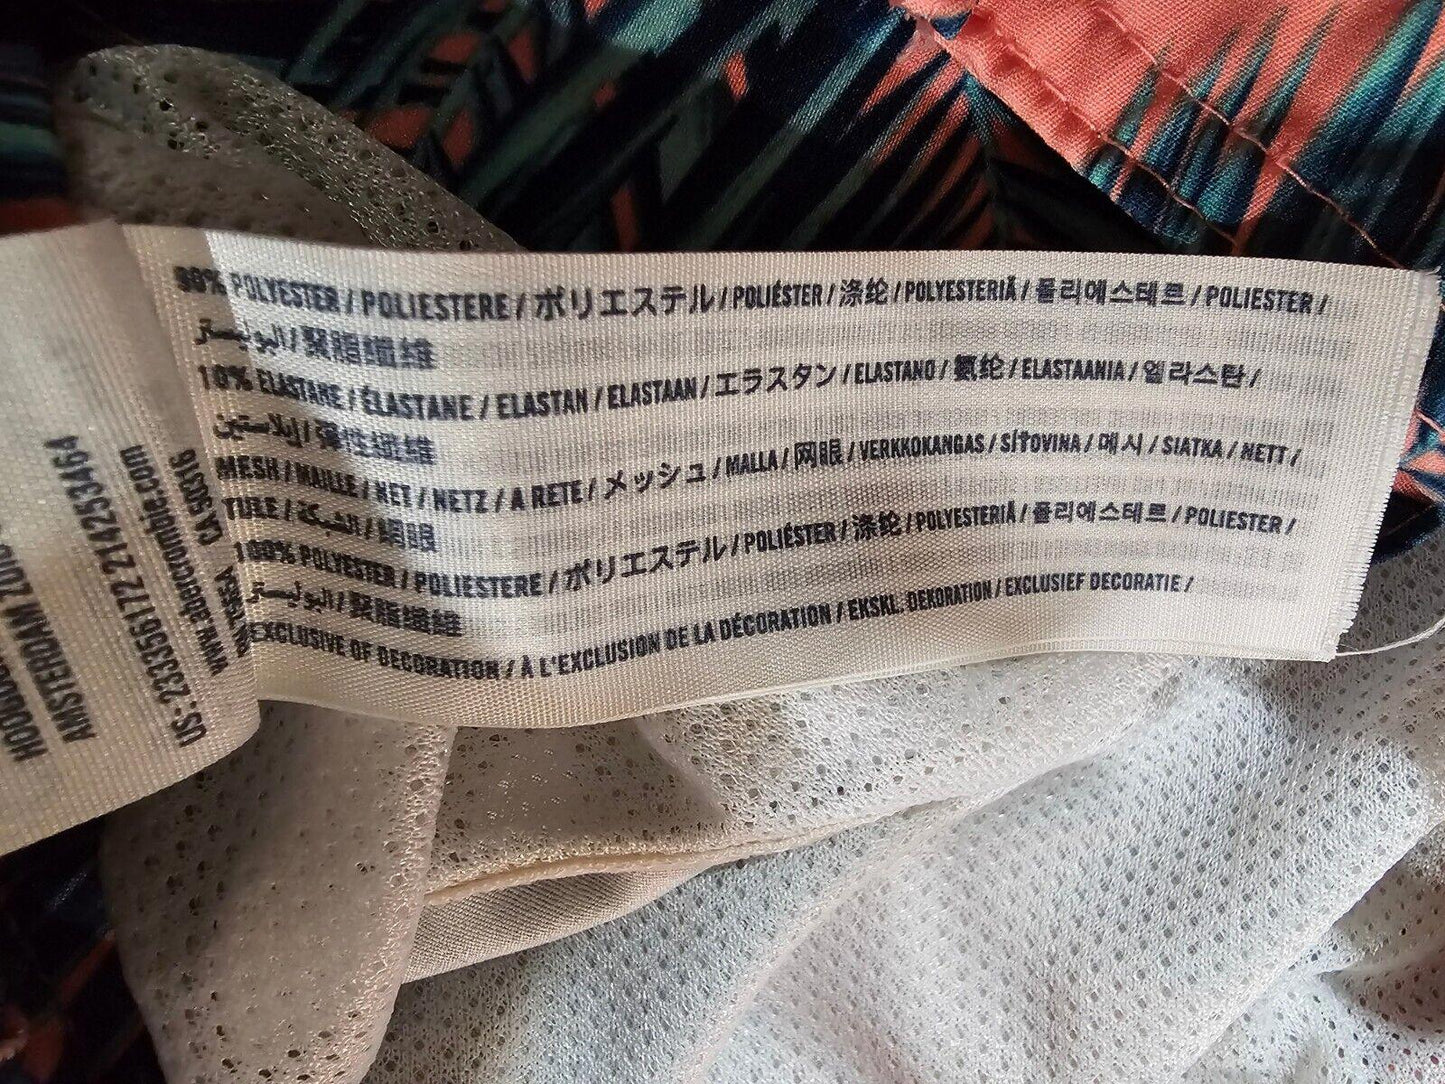 90% POLYESTER / POLIESTERE / ポリエステル / POLIÉSTER / 涤纶 / POLYESTERIÄ / 폴리에스테르 / POLIESTER /
البوليستر / 聚脂纖維
10% ELASTANE / ÉLASTANE / ELASTAN / ELASTAAN / エラスタン / ELASTANO / 氨纶 / ELASTAANIA / 엘라스탄 /
إيلاستين / 彈性纖維
MESH / MAILLE / NET / NETZ / A RETE / メッシュ / MALLA / 网眼 / VERKKOKANGAS / SÍŤOVINA / 메시 / SIATKA / NETT /
TULE / الشبكة / 網眼
100% POLYESTER / POLIESTERE / ポリエステル / POLIÉSTER / 涤纶 / POLYESTERIÄ / 폴리에스테르 / POLIESTER /
البوليستر / 聚脂纖維
EXCLUSIVE OF DECORATION / À L'EXCLUSION DE LA DÉCORATION / EKSKL. DEKORATION / EXCLUSIEF DECORATIE /
AMSTERDAM
US: 233356172 2142534​64
www.abercrombie.com
CA 50316